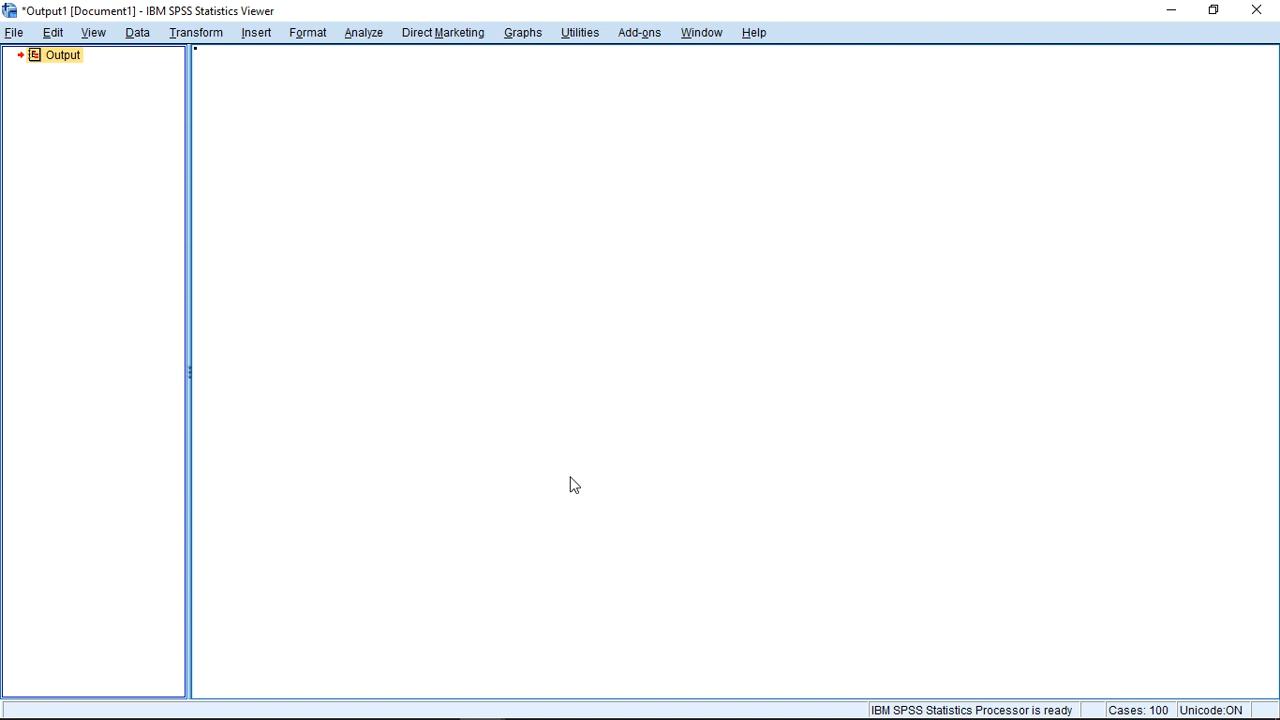 *Output1 [Document1] - IBM SPSS Statistics Viewer
File Edit View Data Transform Insert Format Analyze Direct Marketing Graphs Utilities Add-ons Window Help
Output
IBM SPSS Statistics Processor is ready Cases: 100 Unicode:ON